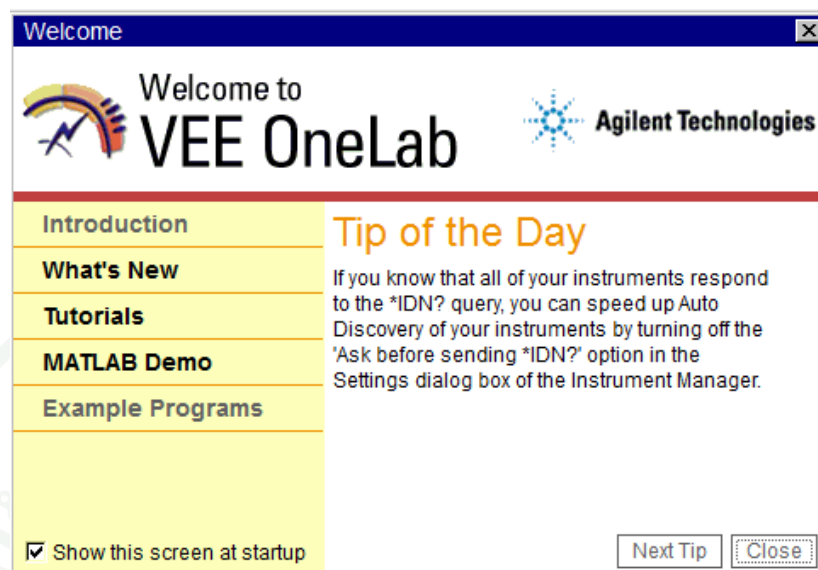 Welcome
Welcome to
VEE OneLab
Agilent Technologies
Introduction
What's New
Tutorials
MATLAB Demo
Example Programs
Tip of the Day
If you know that all of your instruments respond
to the *IDN? query, you can speed up Auto
Discovery of your instruments by turning off the
'Ask before sending *IDN?' option in the
Settings dialog box of the Instrument Manager.
Show this screen at startup
Next Tip
Close